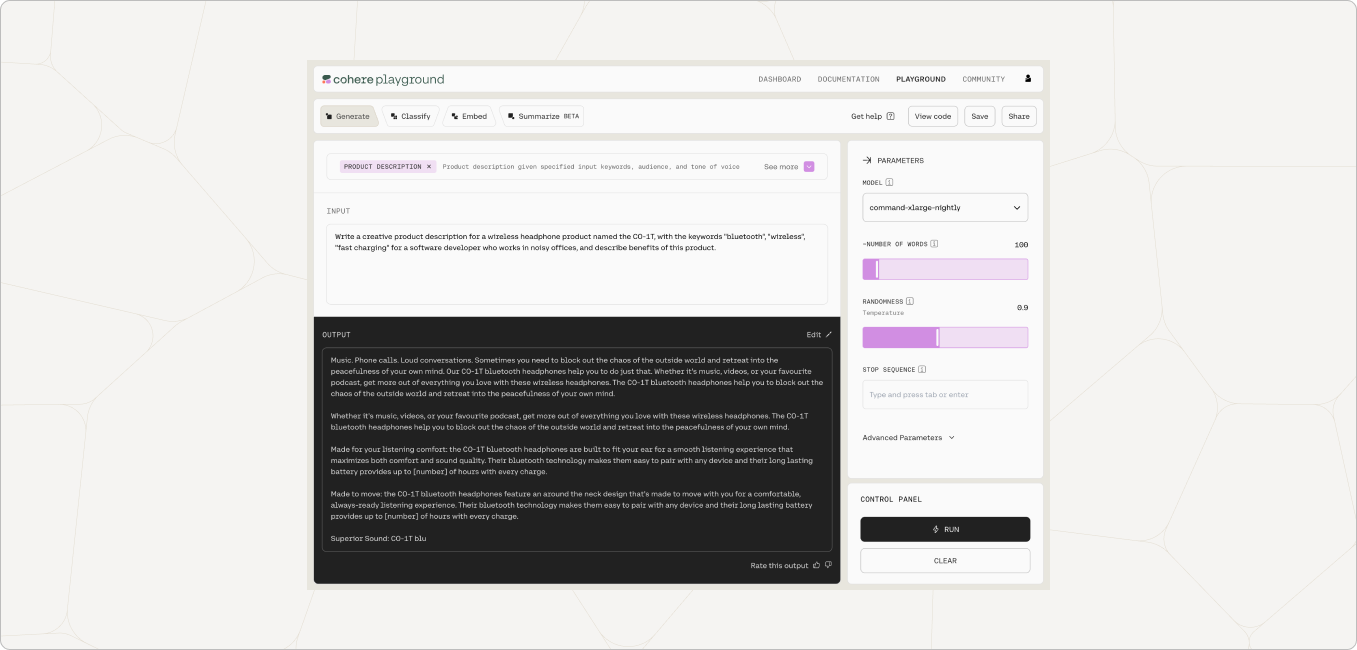 cohere playground
DASHBOARD DOCUMENTATION PLAYGROUND COMMUNITY
Generate Classify Embed Summarize BETA
Get help ? View code Save Share
PRODUCT DESCRIPTION × Product description given specified input keywords, audience, and tone of voice See more
INPUT
Write a creative product description for a wireless headphone product named the CO-1T, with the keywords "bluetooth", "wireless",
"fast charging" for a software developer who works in noisy offices, and describe benefits of this product.
OUTPUT
Edit
Music. Phone calls. Loud conversations. Sometimes you need to block out the chaos of the outside world and retreat into the
peacefulness of your own mind. Our CO-1T bluetooth headphones help you to do just that. Whether it's music, videos, or your favourite
podcast, get more out of everything you love with these wireless headphones. The CO-1T bluetooth headphones help you to block out the
chaos of the outside world and retreat into the peacefulness of your own mind.
Whether it's music, videos, or your favourite podcast, get more out of everything you love with these wireless headphones. The CO-1T
bluetooth headphones help you to block out the chaos of the outside world and retreat into the peacefulness of your own mind.
Made for your listening comfort: the CO-1T bluetooth headphones are built to fit your ear for a smooth listening experience that
maximizes both comfort and sound quality. Their bluetooth technology makes them easy to pair with any device and their long lasting
battery provides up to [number] of hours with every charge.
Made to move: the CO-1T bluetooth headphones feature an around the neck design that's made to move with you for a comfortable,
always-ready listening experience. Their bluetooth technology makes them easy to pair with any device and their long lasting battery
provides up to [number] of hours with every charge.
Superior Sound: CO-1T blu
Rate this output
PARAMETERS
MODEL i
command-xlarge-nightly
~NUMBER OF WORDS i 100
RANDOMNESS i
Temperature
0.9
STOP SEQUENCE i
Type and press tab or enter
Advanced Parameters
CONTROL PANEL
RUN
CLEAR